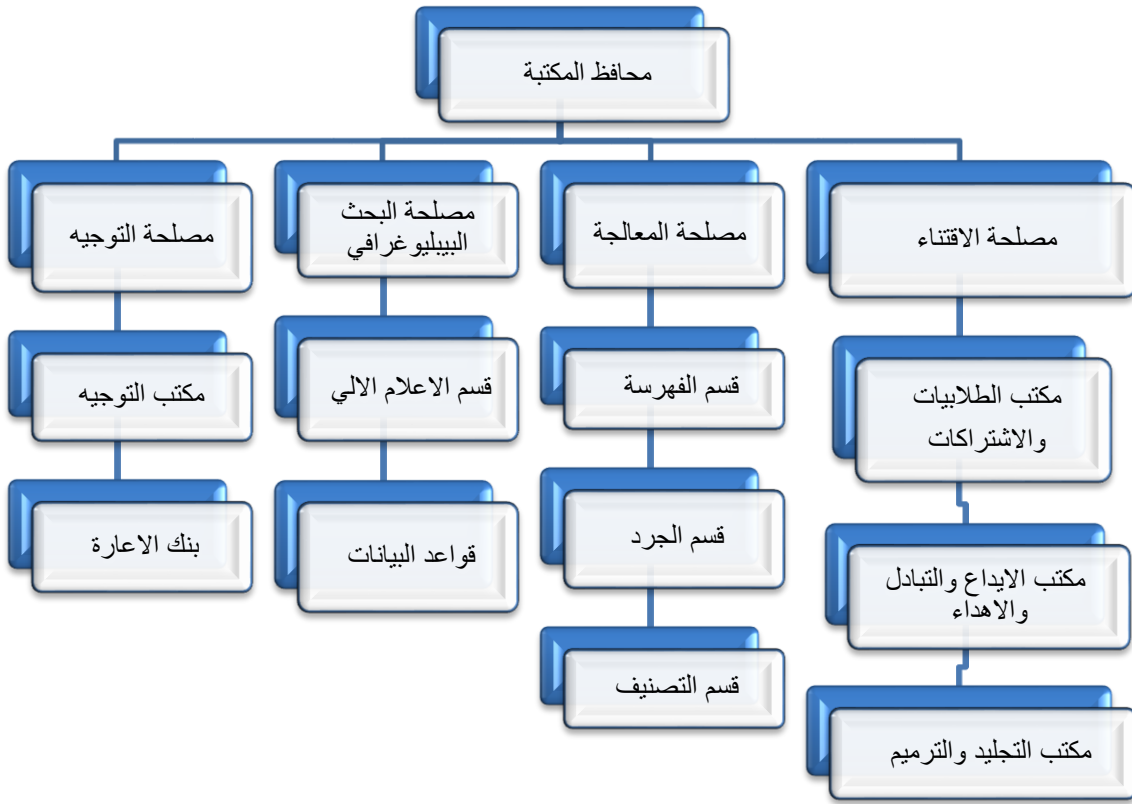 محافظ المكتبة
مصلحة الاقتناء
مصلحة المعالجة
مصلحة البحث
البيبليوغرافي
مصلحة التوجيه
مكتب الطلابيات
والاشتراكات
قسم الفهرسة
قسم الاعلام الالي
مكتب التوجيه
مكتب الايداع والتبادل
والاهداء
قسم الجرد
قواعد البيانات
بنك الاعارة
مكتب التجليد والترميم
قسم التصنيف